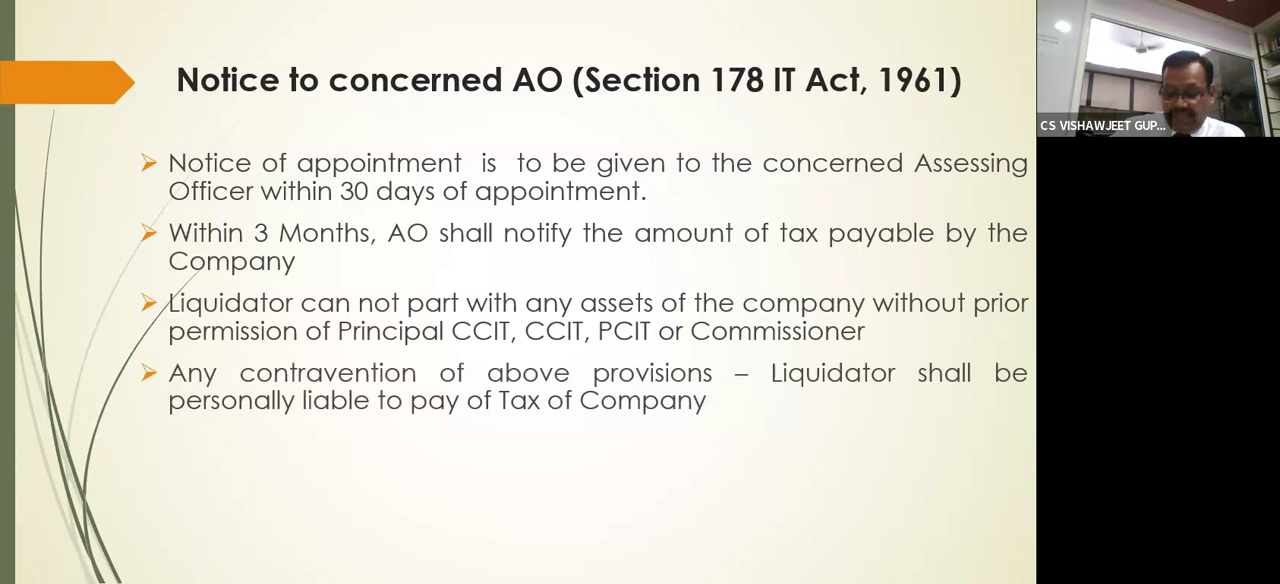 Notice to concerned AO (Section 178 IT Act, 1961)
Notice of appointment is to be given to the concerned Assessing
Officer within 30 days of appointment.
Within 3 Months, AO shall notify the amount of tax payable by the
Company
Liquidator can not part with any assets of the company without prior
permission of Principal CCIT, CCIT, PCIT or Commissioner
Any contravention of above provisions – Liquidator shall be
personally liable to pay of Tax of Company
CS VISHAWJEET GUP...